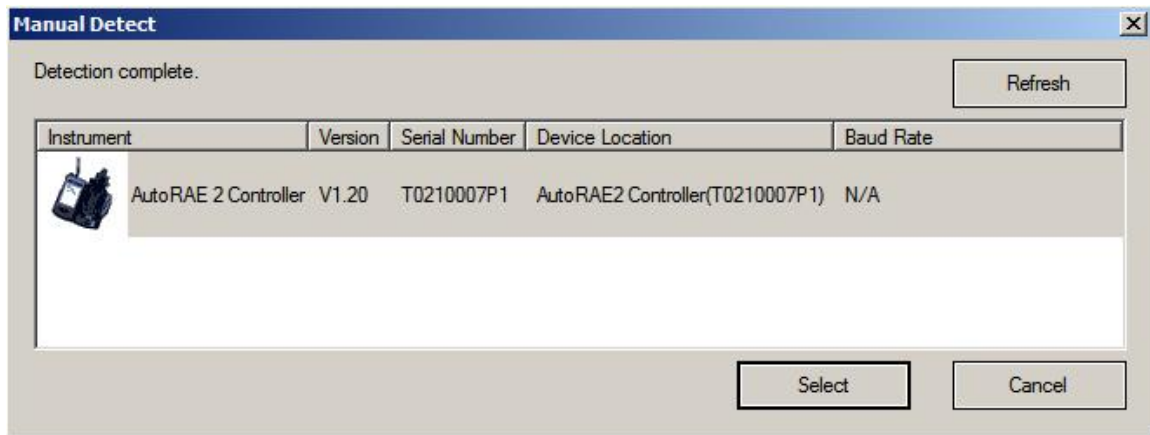 Manual Detect
Detection complete.
Refresh
Instrument Version Serial Number Device Location Baud Rate
AutoRAE 2 Controller V1.20 T0210007P1 AutoRAE2 Controller(T0210007P1) N/A
Select Cancel